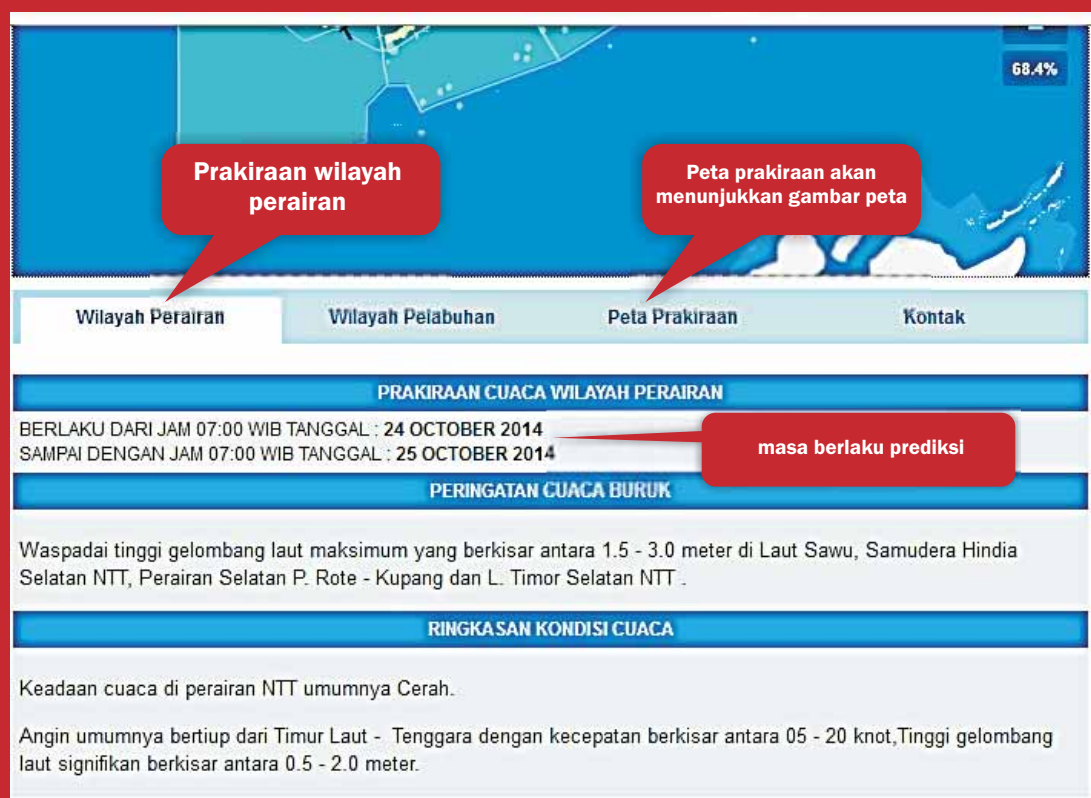 68.4%
Prakiraan wilayah
perairan
Peta prakiraan akan
menunjukkan gambar peta
Wilayah Perairan
Wilayah Pelabuhan
Peta Prakiraan
Kontak
PRAKIRAAN CUACA WILAYAH PERAIRAN
BERLAKU DARI JAM 07:00 WIB TANGGAL : 24 OCTOBER 2014
SAMPAI DENGAN JAM 07:00 WIB TANGGAL : 25 OCTOBER 2014
masa berlaku prediksi
PERINGATAN CUACA BURUK
Waspadai tinggi gelombang laut maksimum yang berkisar antara 1.5 - 3.0 meter di Laut Sawu, Samudera Hindia
Selatan NTT, Perairan Selatan P. Rote - Kupang dan L. Timor Selatan NTT .
RINGKASAN KONDISI CUACA
Keadaan cuaca di perairan NTT umumnya Cerah.
Angin umumnya bertiup dari Timur Laut - Tenggara dengan kecepatan berkisar antara 05 - 20 knot,Tinggi gelombang
laut signifikan berkisar antara 0.5 - 2.0 meter.